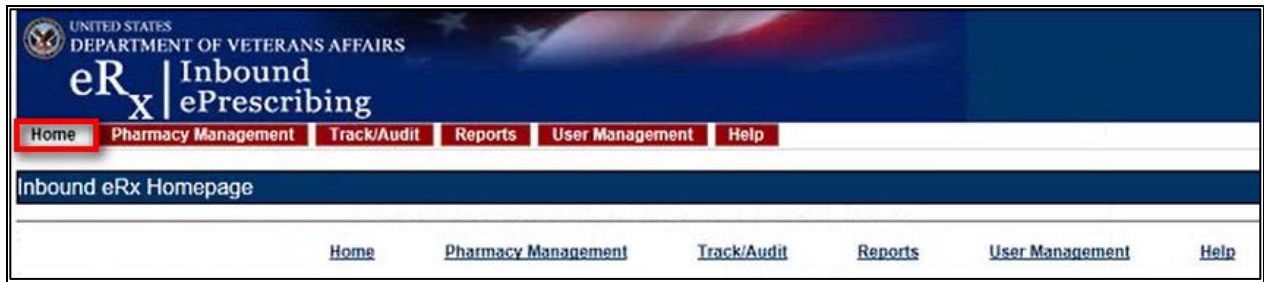 UNITED STATES
DEPARTMENT OF VETERANS AFFAIRS
eRx Inbound
ePrescribing
Home Pharmacy Management Track/Audit Reports User Management Help
Inbound eRx Homepage
Home Pharmacy Management Track/Audit Reports User Management Help